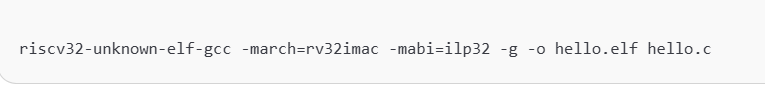 riscv32-unknown-elf-gcc -march=rv32imac -mabi=ilp32 -g -o hello.elf hello.c